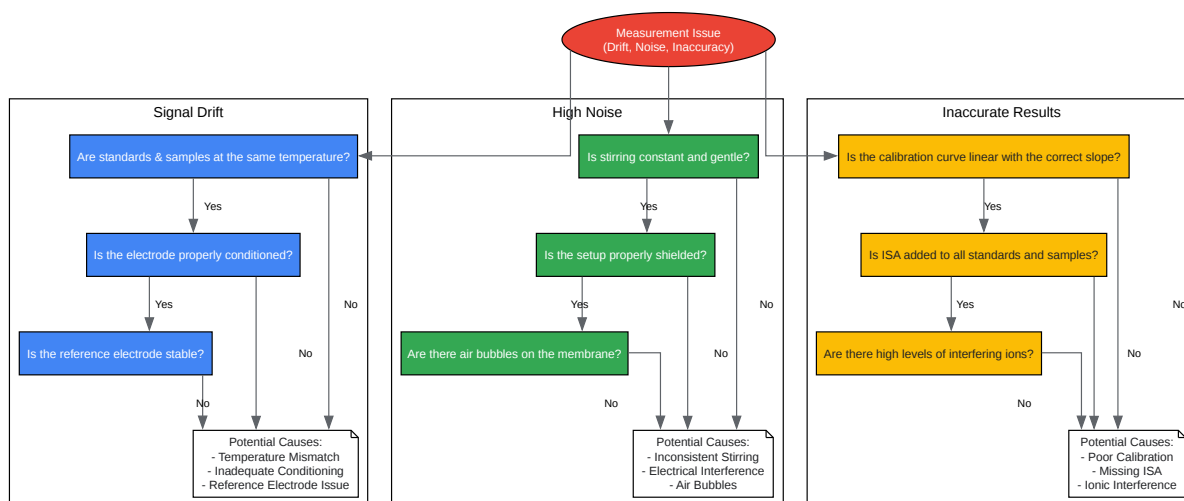 Measurement Issue
(Drift, Noise, Inaccuracy)
Signal Drift
Are standards & samples at the same temperature?
Yes
No
Is the electrode properly conditioned?
Yes
No
Is the reference electrode stable?
No
Potential Causes:
- Temperature Mismatch
- Inadequate Conditioning
- Reference Electrode Issue
High Noise
Is stirring constant and gentle?
Yes
No
Is the setup properly shielded?
Yes
No
Are there air bubbles on the membrane?
No
Potential Causes:
- Inconsistent Stirring
- Electrical Interference
- Air Bubbles
Inaccurate Results
Is the calibration curve linear with the correct slope?
Yes
No
Is ISA added to all standards and samples?
Yes
No
Are there high levels of interfering ions?
No
Potential Causes:
- Poor Calibration
- Missing ISA
- Ionic Interference